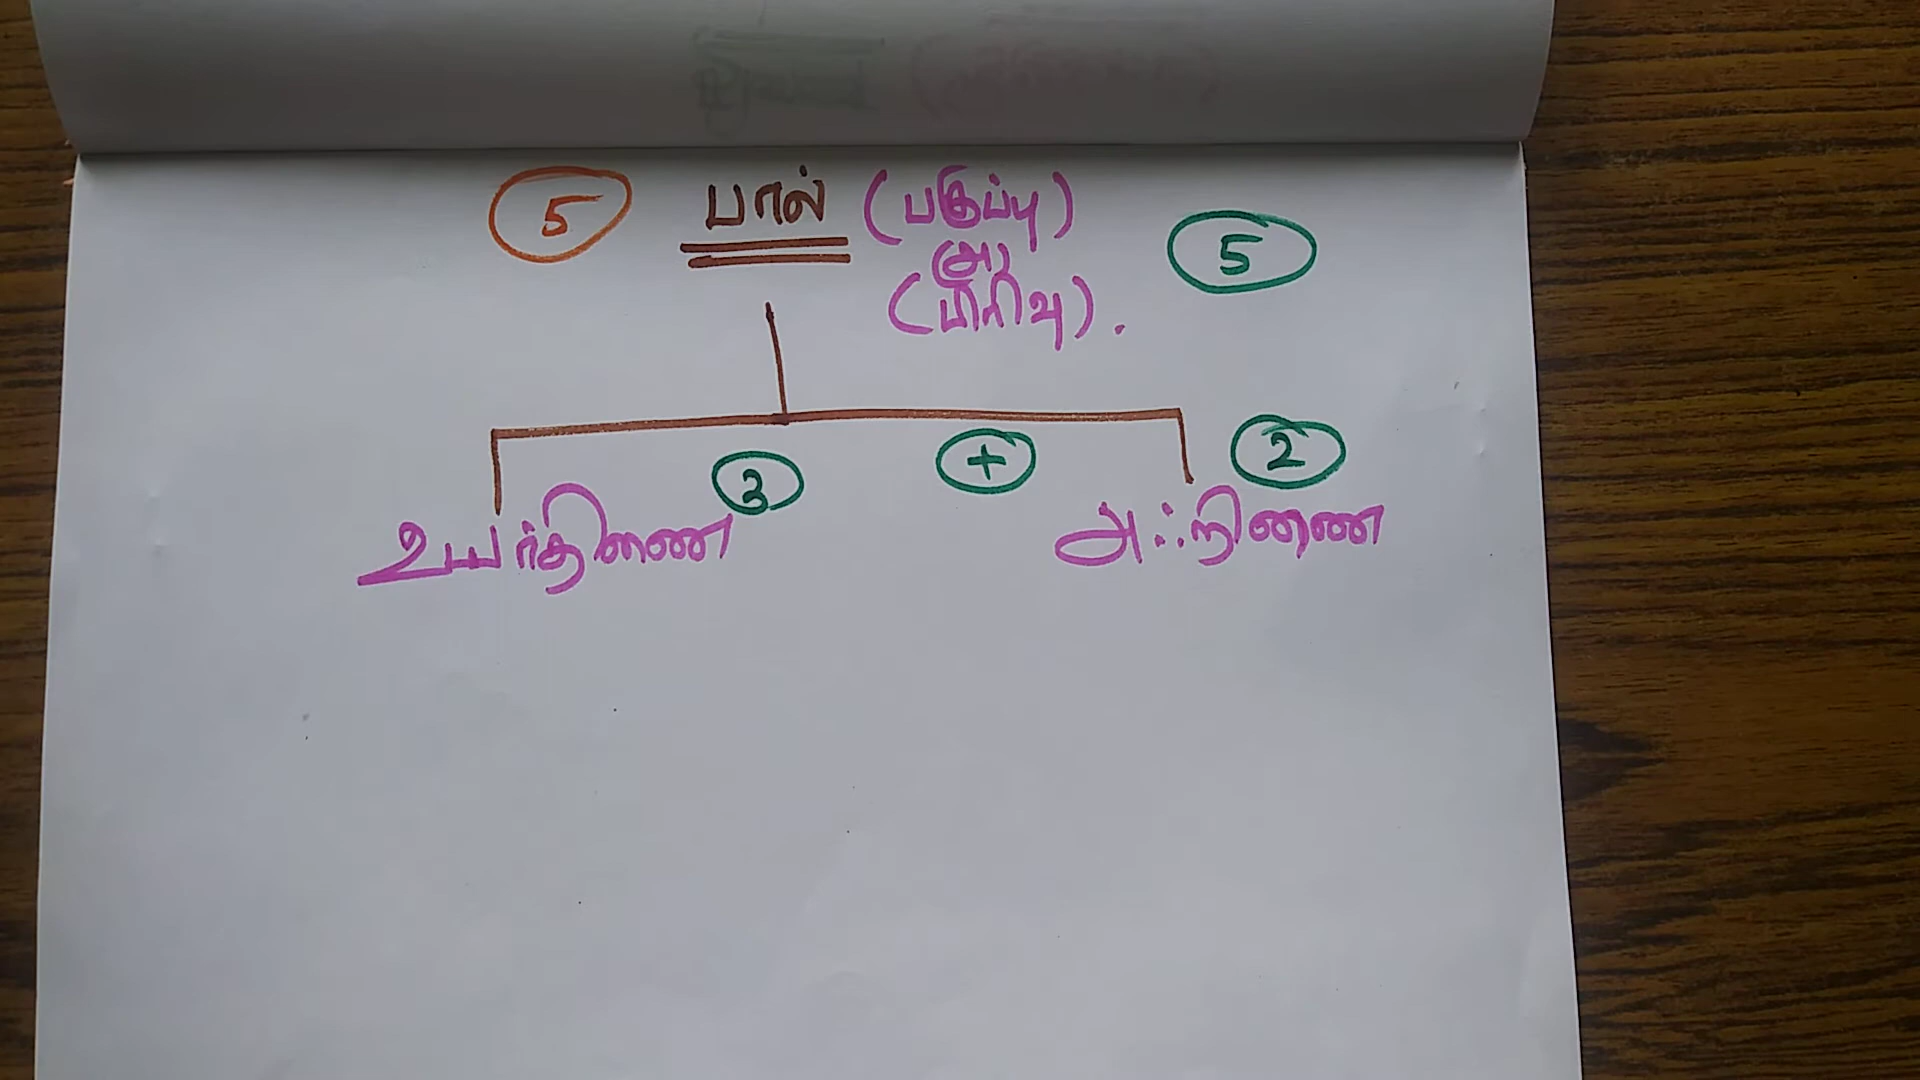 5 பால் (பகுப்பு) 5
(அ)
(பிரிவு).
3 + 2
உயர்திணை அஃறிணை